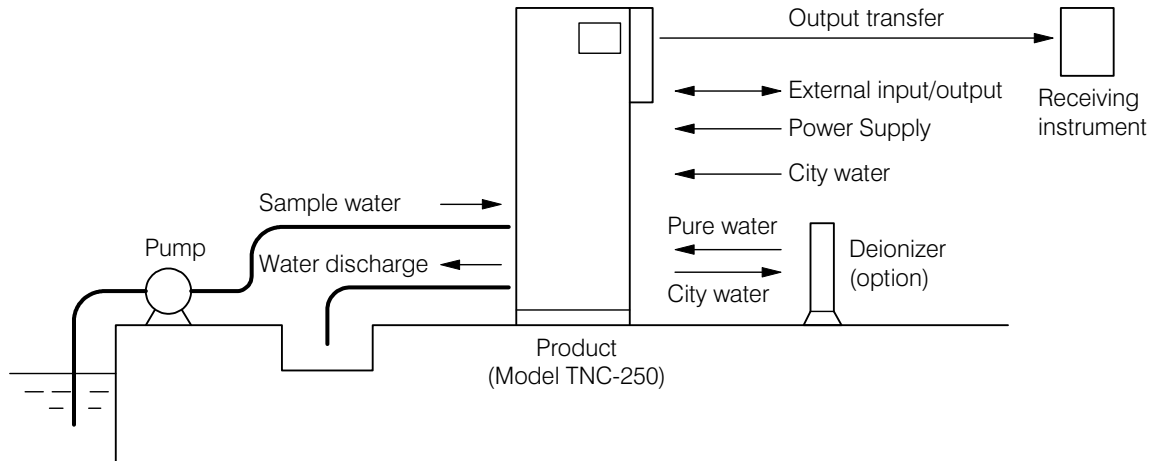 Output transfer
External input/output
Receiving
instrument
Power Supply
City water
Sample water
Pure water
Pump
Deionizer
(option)
Water discharge
City water
Product
(Model TNC-250)